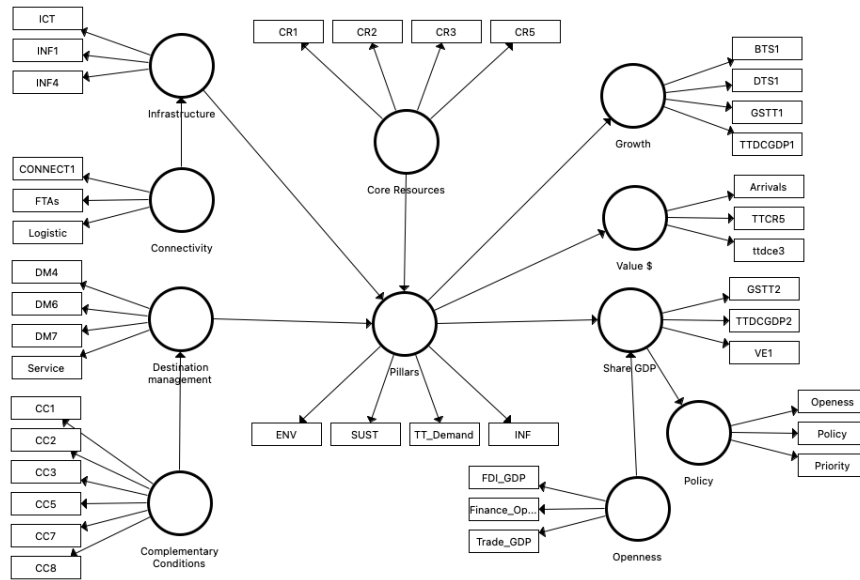 ICT
INF1
INF4
Infrastructure
CR1
CR2
CR3
CR5
Core Resources
BTS1
DTS1
GSTT1
TTDCGDP1
Growth
CONNECT1
FTAs
Logistic
Connectivity
Arrivals
TTCR5
ttdce3
Value $
DM4
DM6
DM7
Service
Destination
management
Pillars
ENV
SUST
TT_Demand
INF
GSTT2
TTDCGDP2
VE1
Share GDP
Openess
Policy
Priority
Policy
CC1
CC2
CC3
CC5
CC7
CC8
Complementary
Conditions
FDI_GDP
Finance_Op...
Trade_GDP
Openness